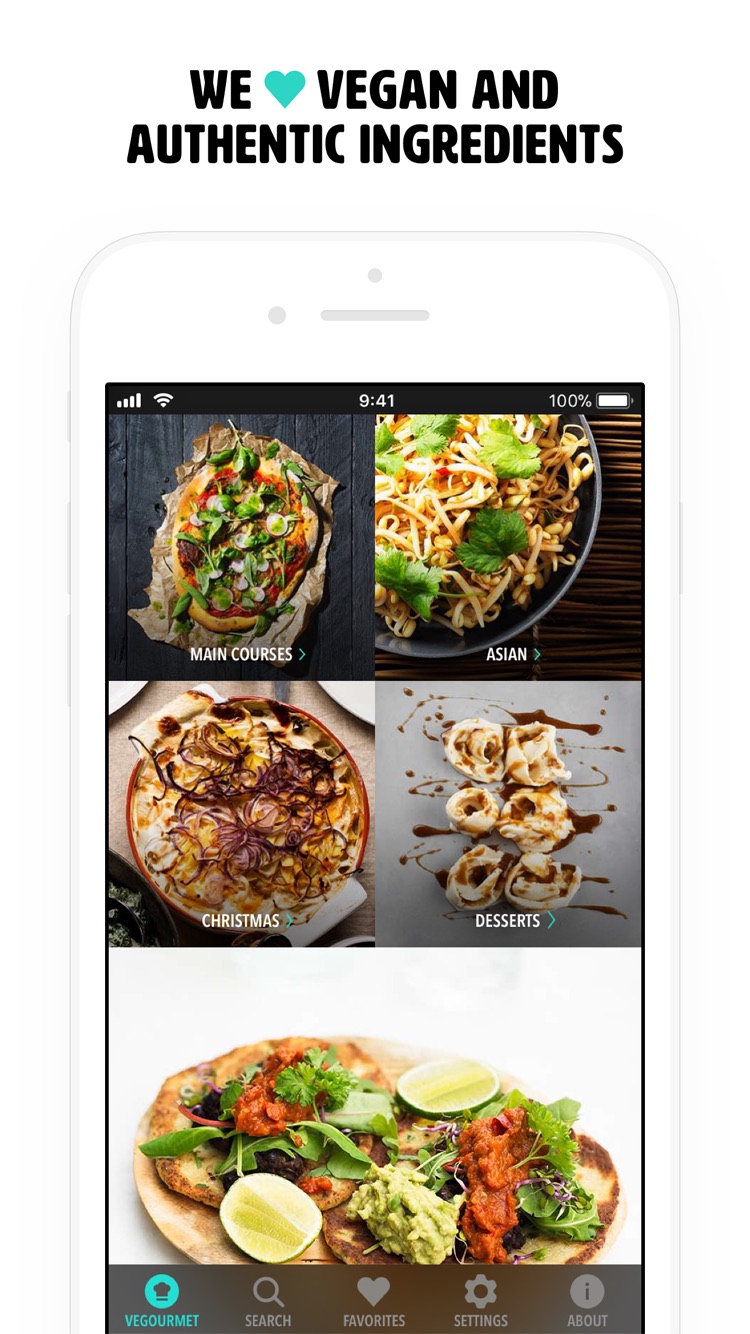 WE VEGAN AND
AUTHENTIC INGREDIENTS
9:41
100%
MAIN COURSES
ASIAN
CHRISTMAS
DESSERTS
VEGOURMET
SEARCH
FAVORITES
SETTINGS
ABOUT